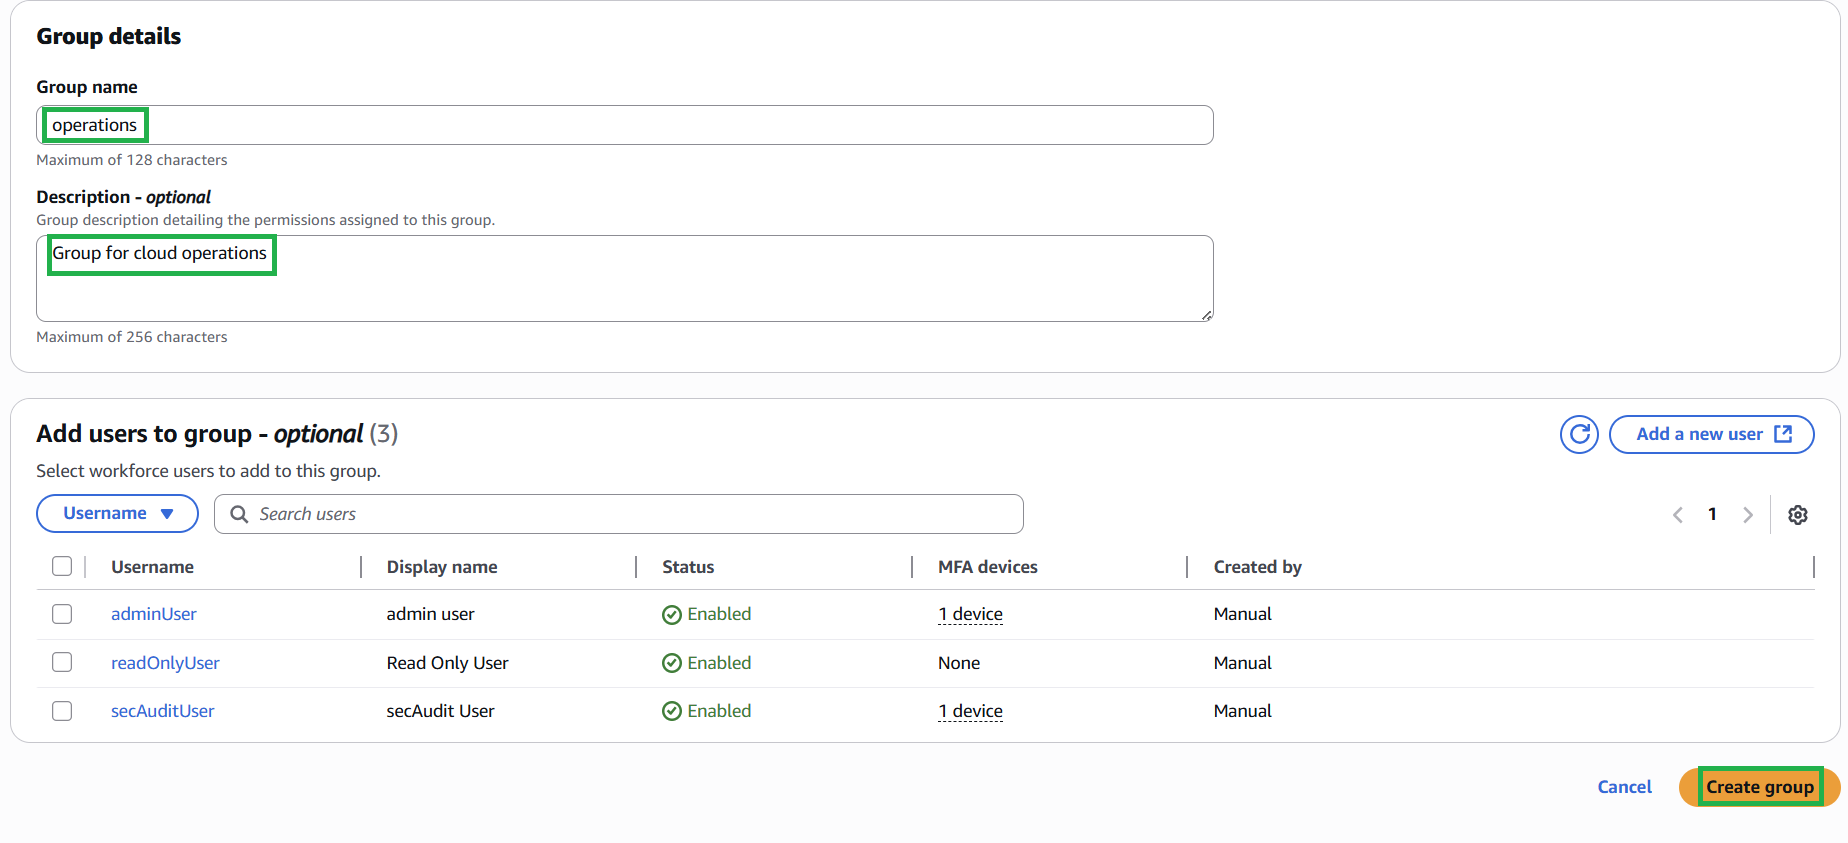 Group details
Group name
operations
Maximum of 128 characters
Description - optional
Group description detailing the permissions assigned to this group.
Group for cloud operations
Maximum of 256 characters
Add users to group - optional (3)
Add a new user
Select workforce users to add to this group.
Username
Search users
1
Username Display name Status MFA devices Created by
adminUser admin user Enabled 1 device Manual
readOnlyUser Read Only User Enabled None Manual
secAuditUser secAudit User Enabled 1 device Manual
Cancel Create group